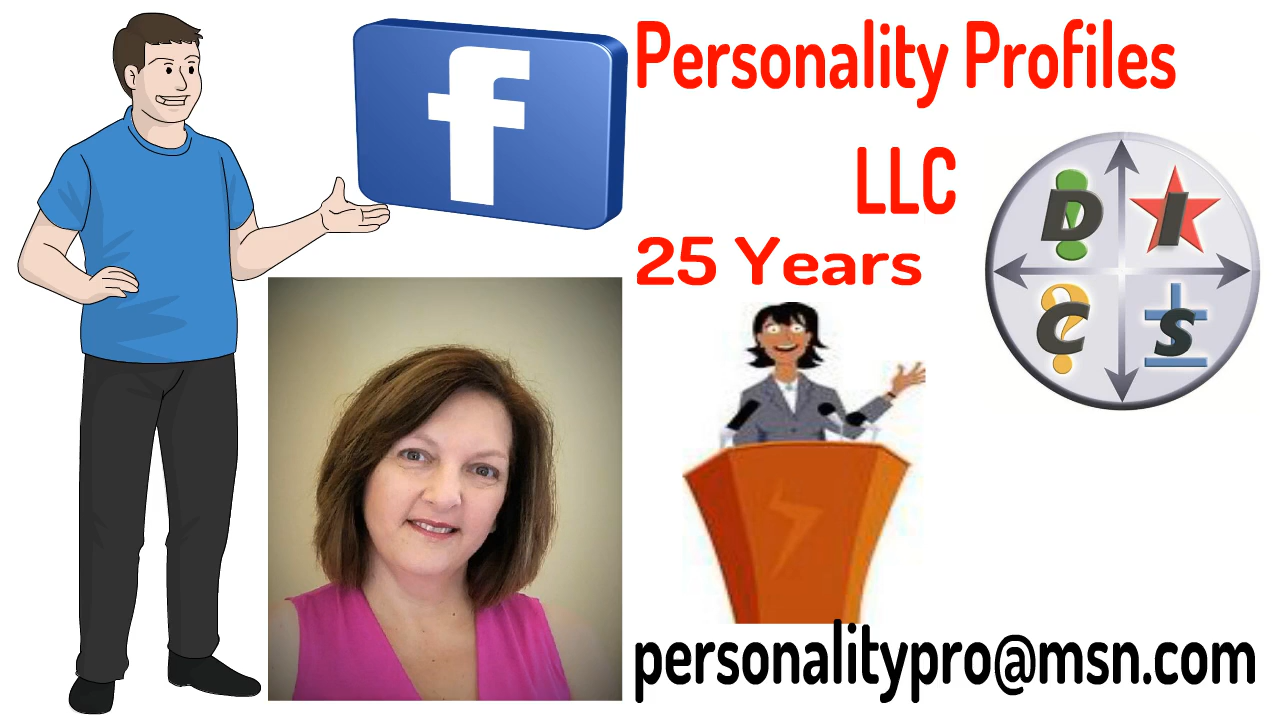 f
Personality Profiles
LLC
25 Years
D I
C S
personalitypro@msn.com